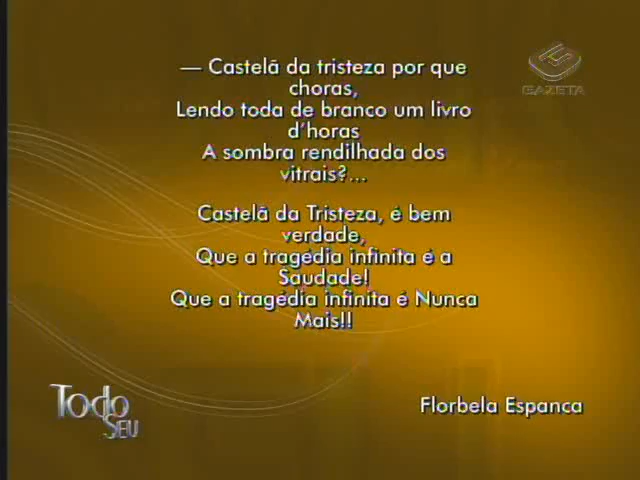 GAZETA
— Castelã da tristeza por que
choras,
Lendo toda de branco um livro
d'horas
A sombra rendilhada dos
vitrais?...
Castelã da Tristeza, é bem
verdade,
Que a tragédia infinita é a
Saudade!
Que a tragédia infinita é Nunca
Mais!!
Todo
SEU
Florbela Espanca